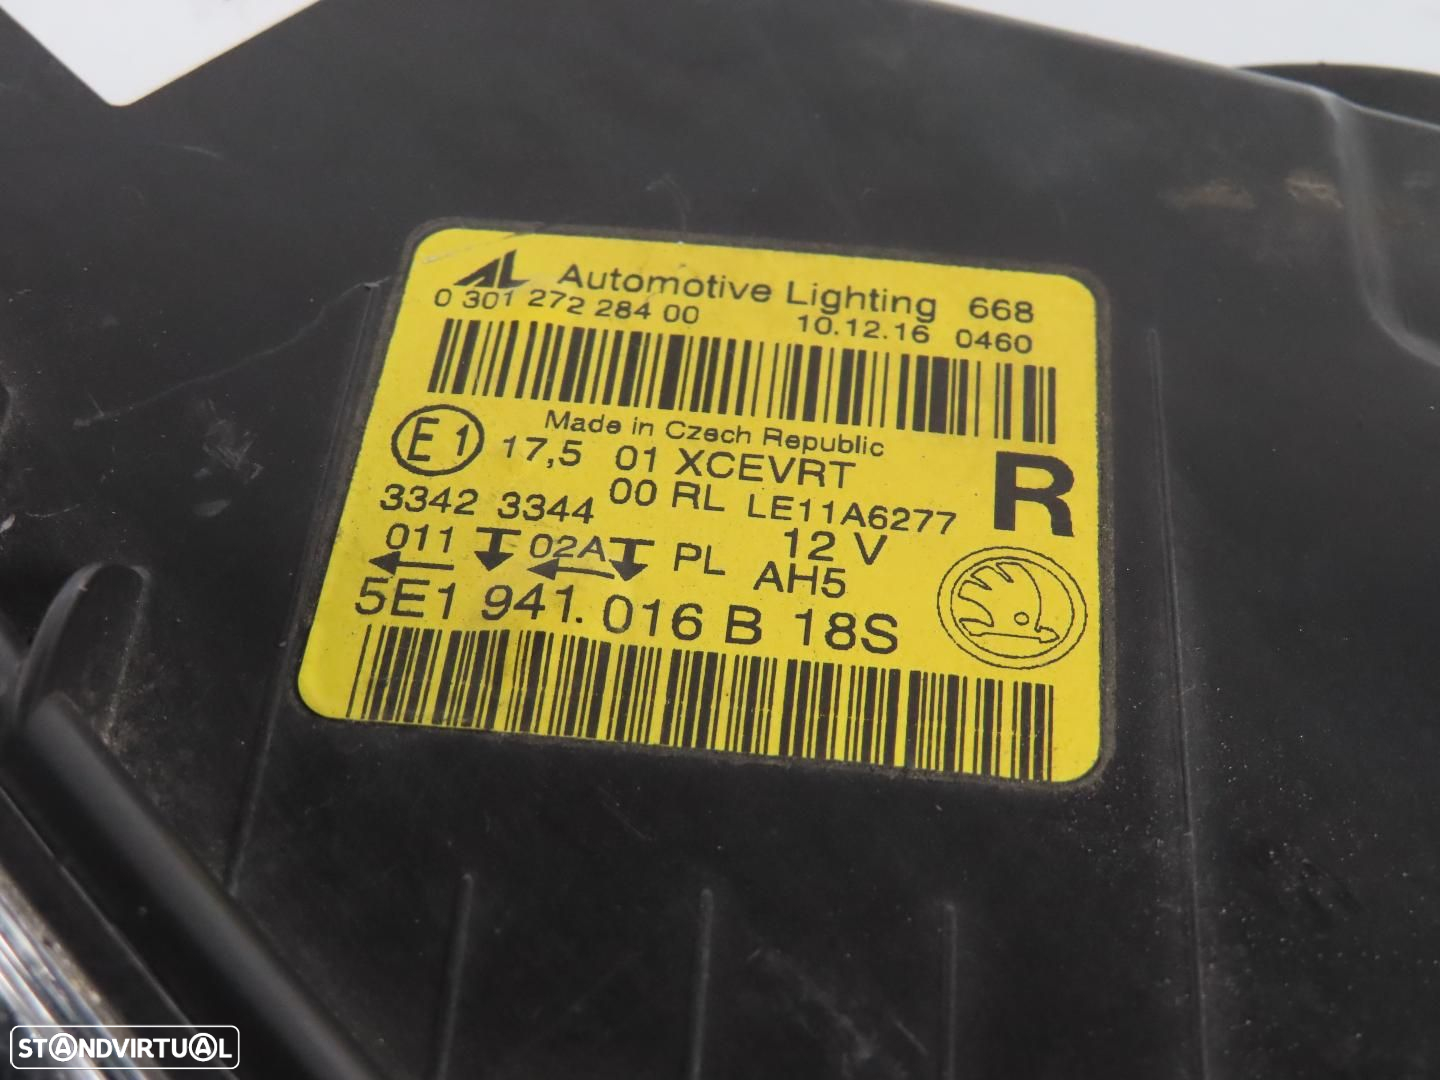 AL Automotive Lighting 668
0 301 272 284 00 10.12.16 0460
Made in Czech Republic
E1 17,5 01 XCEVRT R
3342 3344 00 RL LE11A6277
011 02A PL 12 V
AH5
5E1 941.016 B 18S
STANDVIRTUAL